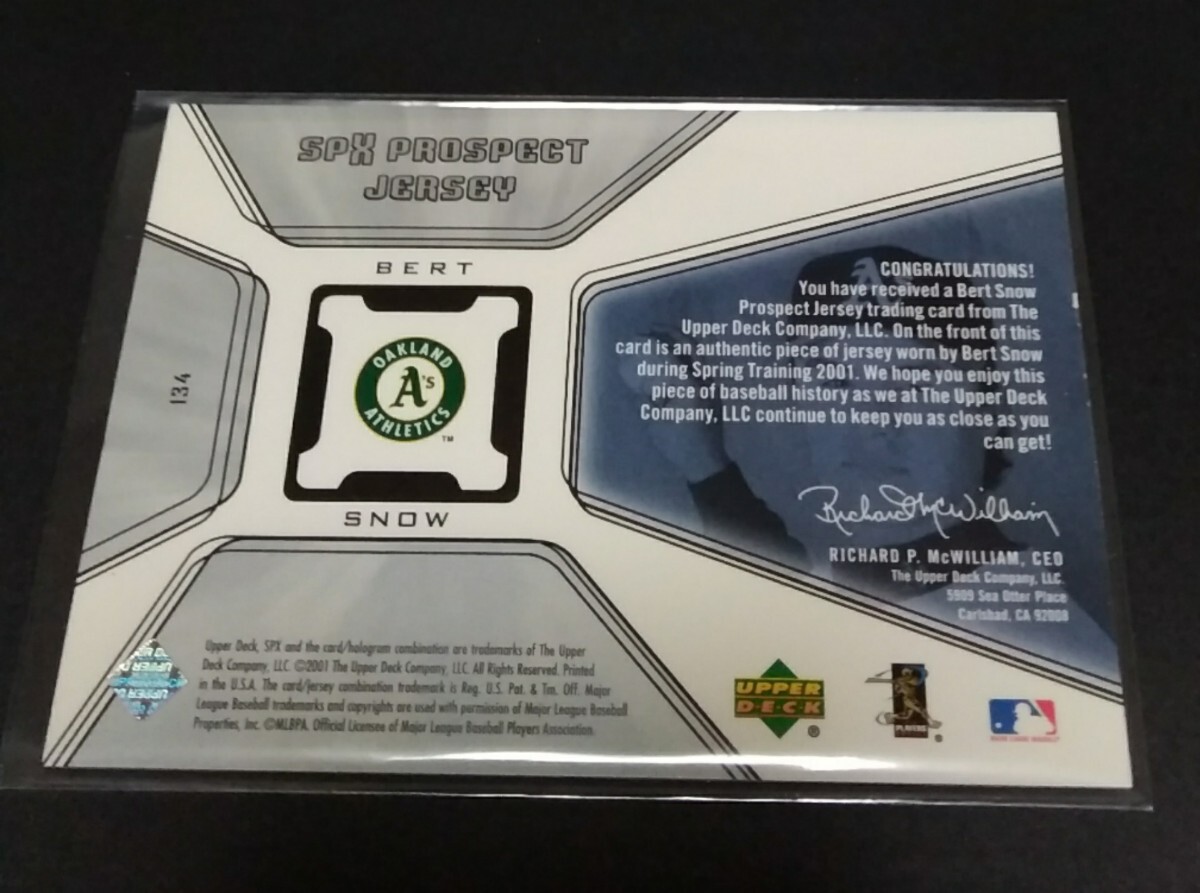 SPX PROSPECT
JERSEY
BERT
OAKLAND
A's
ATHLETICS
TM
SNOW
134
CONGRATULATIONS!
You have received a Bert Snow
Prospect Jersey trading card from The
Upper Deck Company, LLC. On the front of this
card is an authentic piece of jersey worn by Bert Snow
during Spring Training 2001. We hope you enjoy this
piece of baseball history as we at The Upper Deck
Company, LLC continue to keep you as close as you
can get!
Richard McWilliam
RICHARD P. McWILLIAM, CEO
The Upper Deck Company, LLC.
5909 Sea Otter Place
Carlsbad, CA 92008
Upper Deck, SPX and the card/hologram combination are trademarks of The Upper
Deck Company, LLC. ©2001 The Upper Deck Company, LLC. All Rights Reserved. Printed
in the U.S.A. The card/jersey combination trademark is Reg. U.S. Pat. & Tm. Off. Major
League Baseball trademarks and copyrights are used with permission of Major League Baseball
Properties, Inc. ©MLBPA. Official Licensee of Major League Baseball Players Association.
UPPER
DECK
®
PLAYERS
®